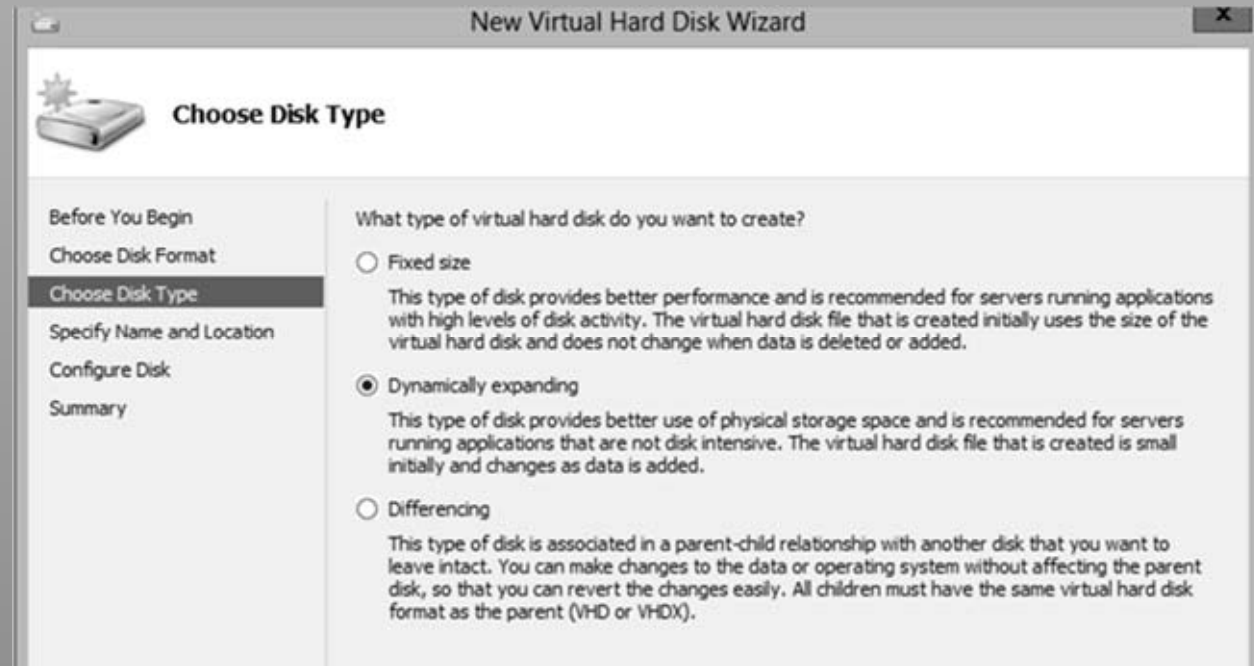 New Virtual Hard Disk Wizard
x
Choose Disk Type
Before You Begin
Choose Disk Format
Choose Disk Type
Specify Name and Location
Configure Disk
Summary
What type of virtual hard disk do you want to create?
Fixed size
This type of disk provides better performance and is recommended for servers running applications
with high levels of disk activity. The virtual hard disk file that is created initially uses the size of the
virtual hard disk and does not change when data is deleted or added.
Dynamically expanding
This type of disk provides better use of physical storage space and is recommended for servers
running applications that are not disk intensive. The virtual hard disk file that is created is small
initially and changes as data is added.
Differencing
This type of disk is associated in a parent-child relationship with another disk that you want to
leave intact. You can make changes to the data or operating system without affecting the parent
disk, so that you can revert the changes easily. All children must have the same virtual hard disk
format as the parent (VHD or VHDX).